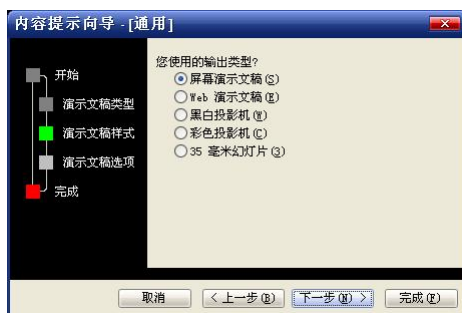 内容提示向导 - [通用]
开始
演示文稿类型
演示文稿样式
演示文稿选项
完成
您使用的输出类型?
屏幕演示文稿(S)
Web 演示文稿(E)
黑白投影机(W)
彩色投影机(C)
35 毫米幻灯片(3)
取消
< 上一步(B)
下一步(N) >
完成(F)